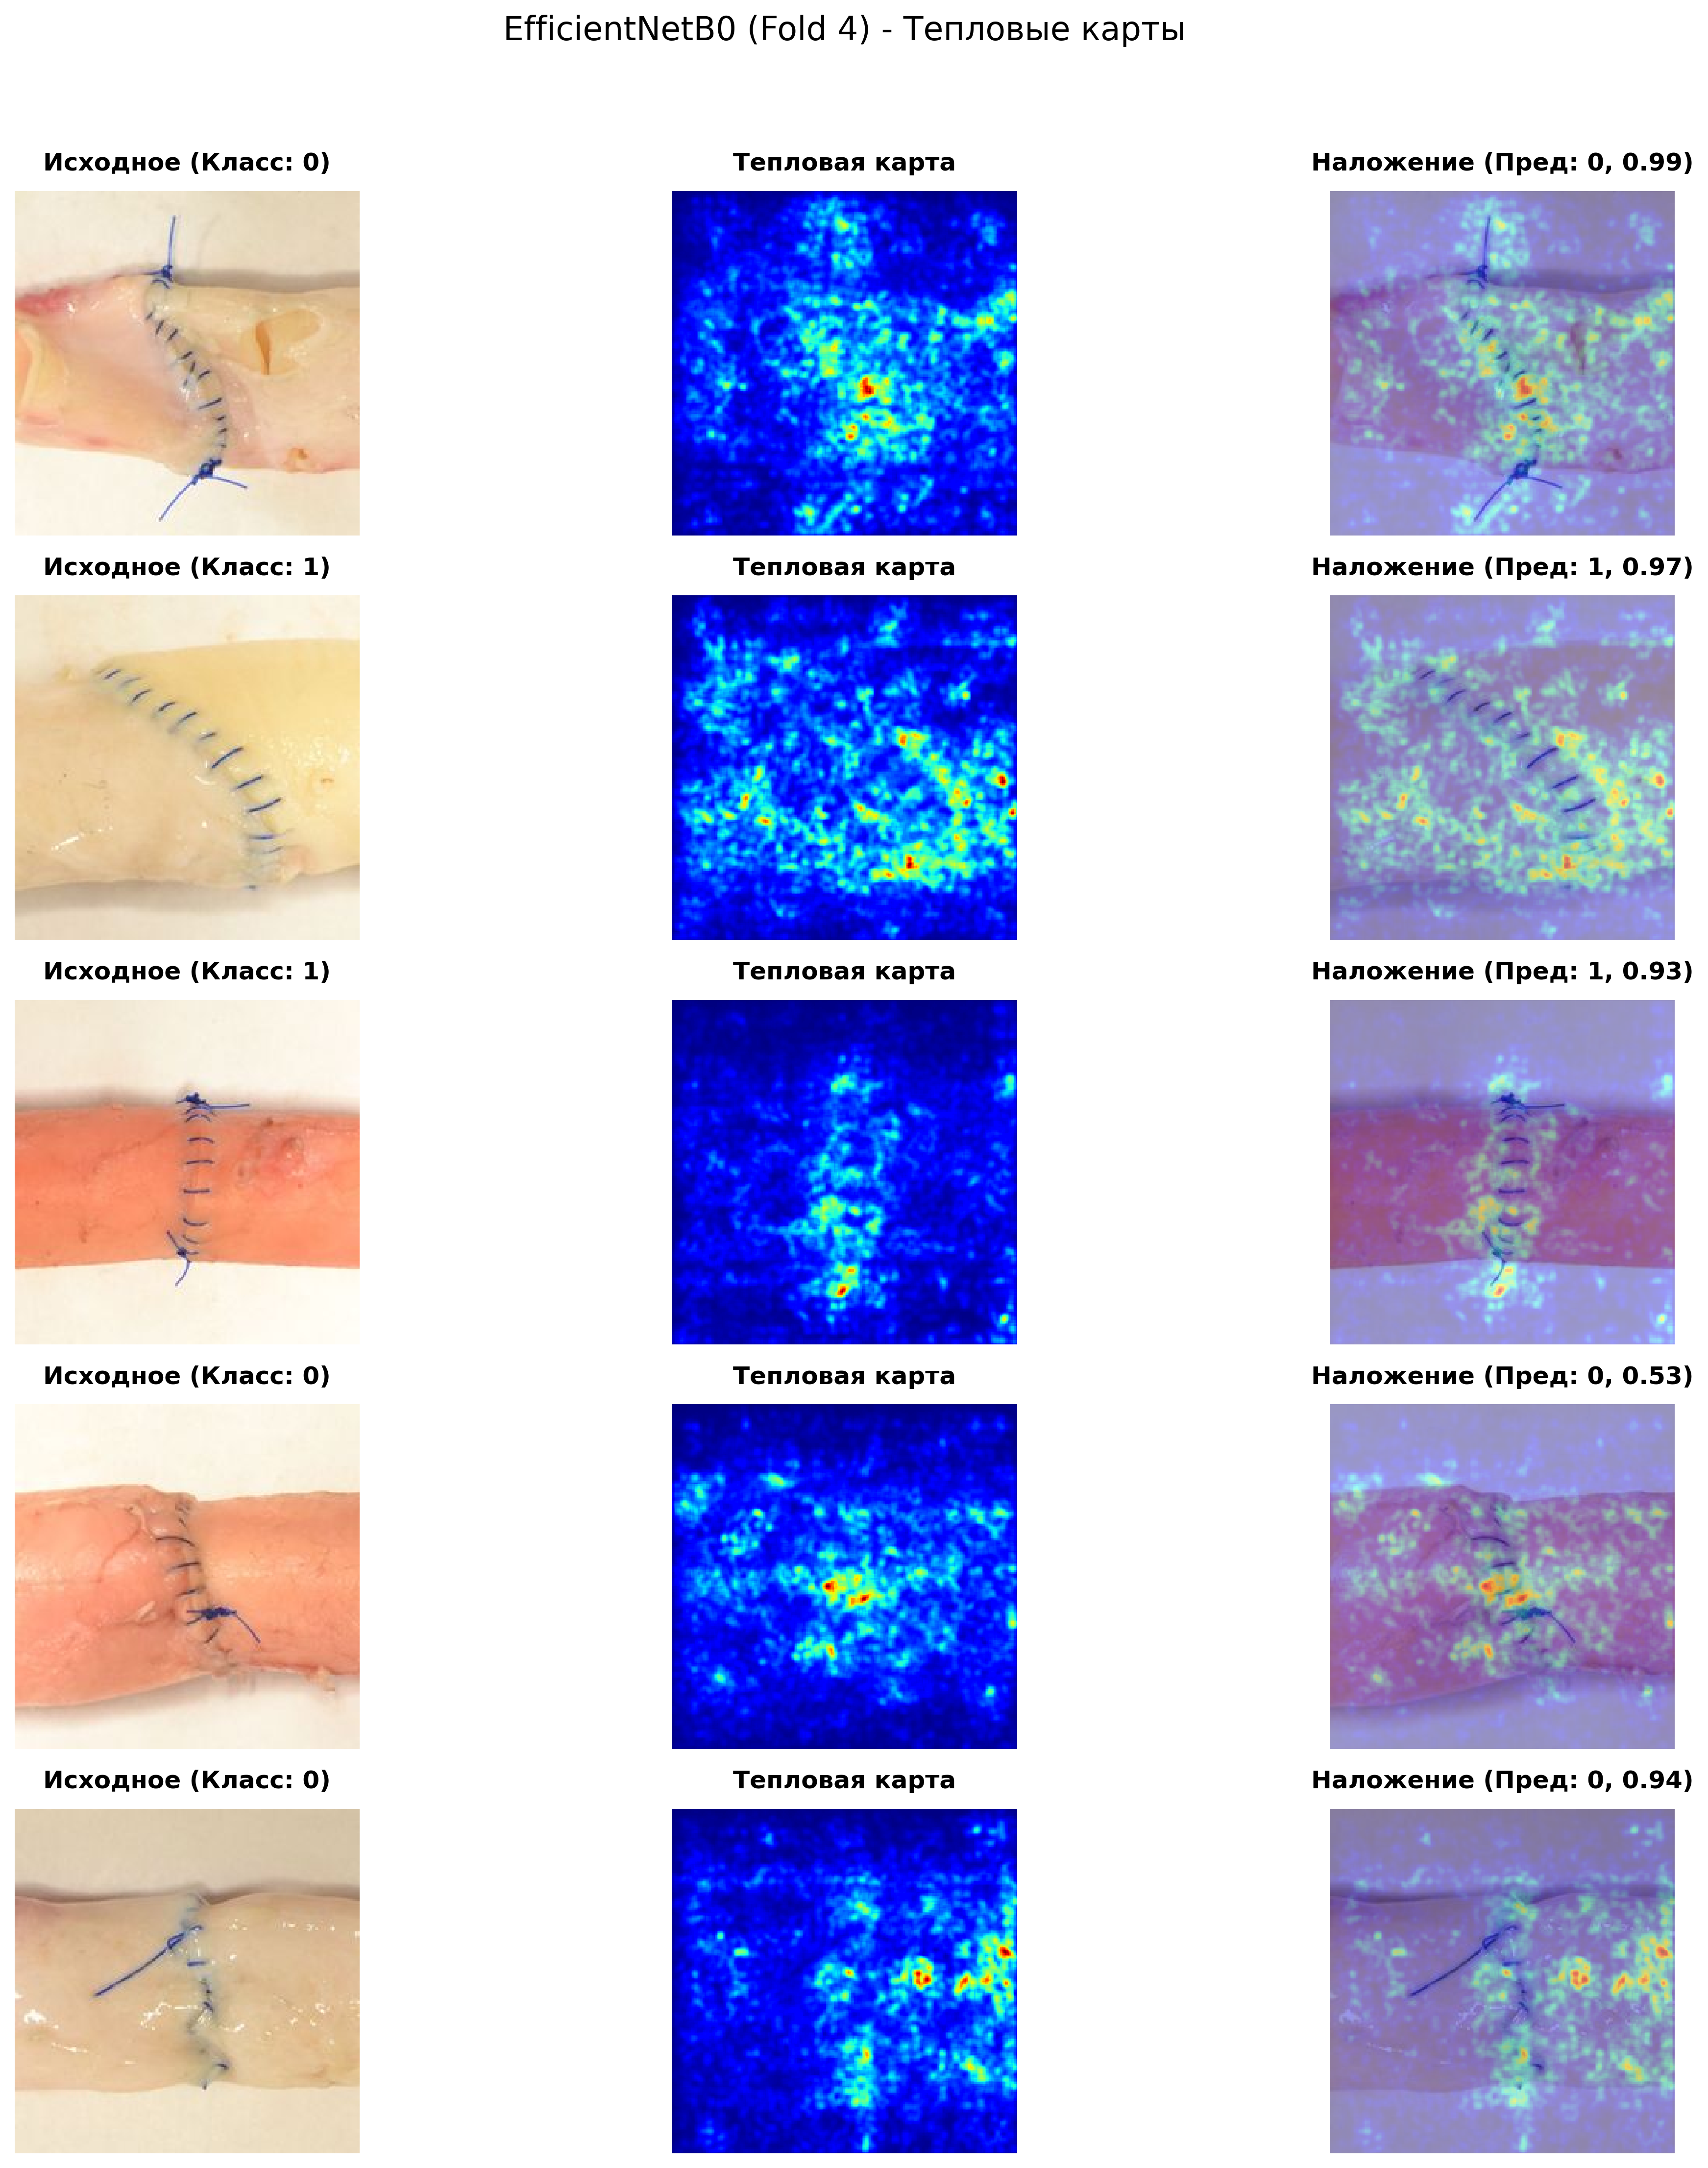 EfficientNetB0 (Fold 4) - Тепловые карты
Исходное (Класс: 0)
Тепловая карта
Наложение (Пред: 0, 0.99)
Исходное (Класс: 1)
Тепловая карта
Наложение (Пред: 1, 0.97)
Исходное (Класс: 1)
Тепловая карта
Наложение (Пред: 1, 0.93)
Исходное (Класс: 0)
Тепловая карта
Наложение (Пред: 0, 0.53)
Исходное (Класс: 0)
Тепловая карта
Наложение (Пред: 0, 0.94)